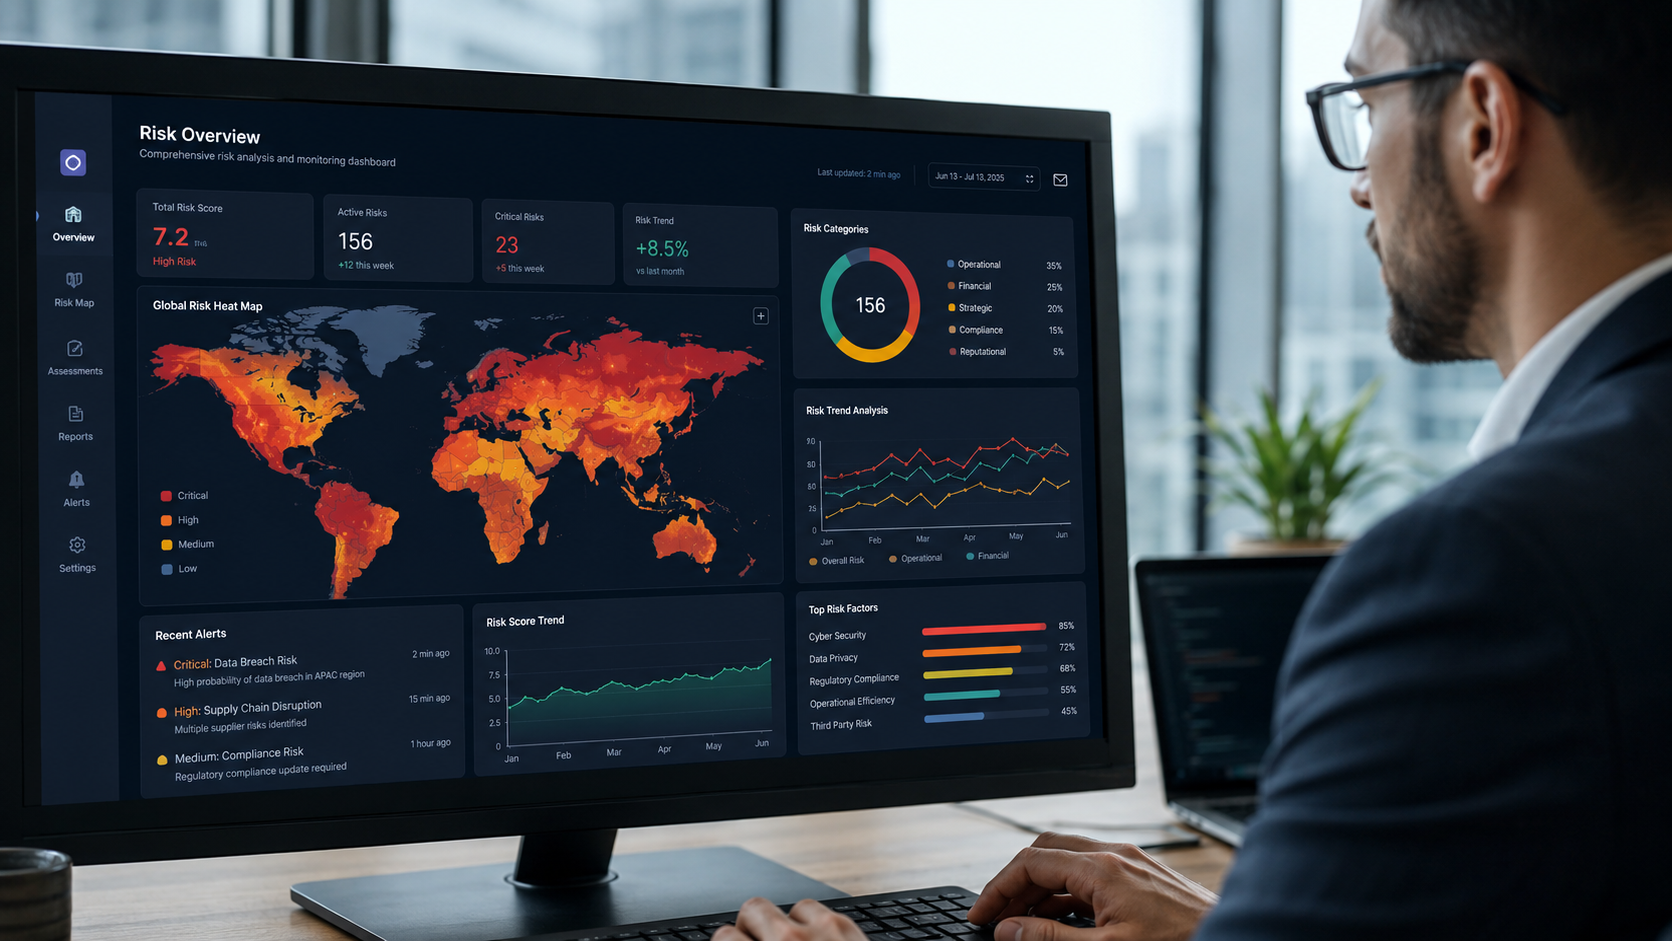 Risk Overview
Comprehensive risk analysis and monitoring dashboard
Last updated: 2 min ago
Jun 13 - Jul 13, 2025
Overview
Risk Map
Assessments
Reports
Alerts
Settings
Total Risk Score
7.2
High Risk
Active Risks
156
+12 this week
Critical Risks
23
+5 this week
Risk Trend
+8.5%
vs last month
Risk Categories
156
Operational 35%
Financial 25%
Strategic 20%
Compliance 15%
Reputational 5%
Global Risk Heat Map
Critical
High
Medium
Low
Risk Trend Analysis
50
50
25
0
Jan Feb Mar Apr May Jun
Overall Risk Operational Financial
Recent Alerts
Critical: Data Breach Risk 2 min ago
High probability of data breach in APAC region
High: Supply Chain Disruption 15 min ago
Multiple supplier risks identified
Medium: Compliance Risk 1 hour ago
Regulatory compliance update required
Risk Score Trend
10.0
7.5
5.0
2.5
0
Jan Feb Mar Apr May Jun
Top Risk Factors
Cyber Security 85%
Data Privacy 72%
Regulatory Compliance 68%
Operational Efficiency 55%
Third Party Risk 45%